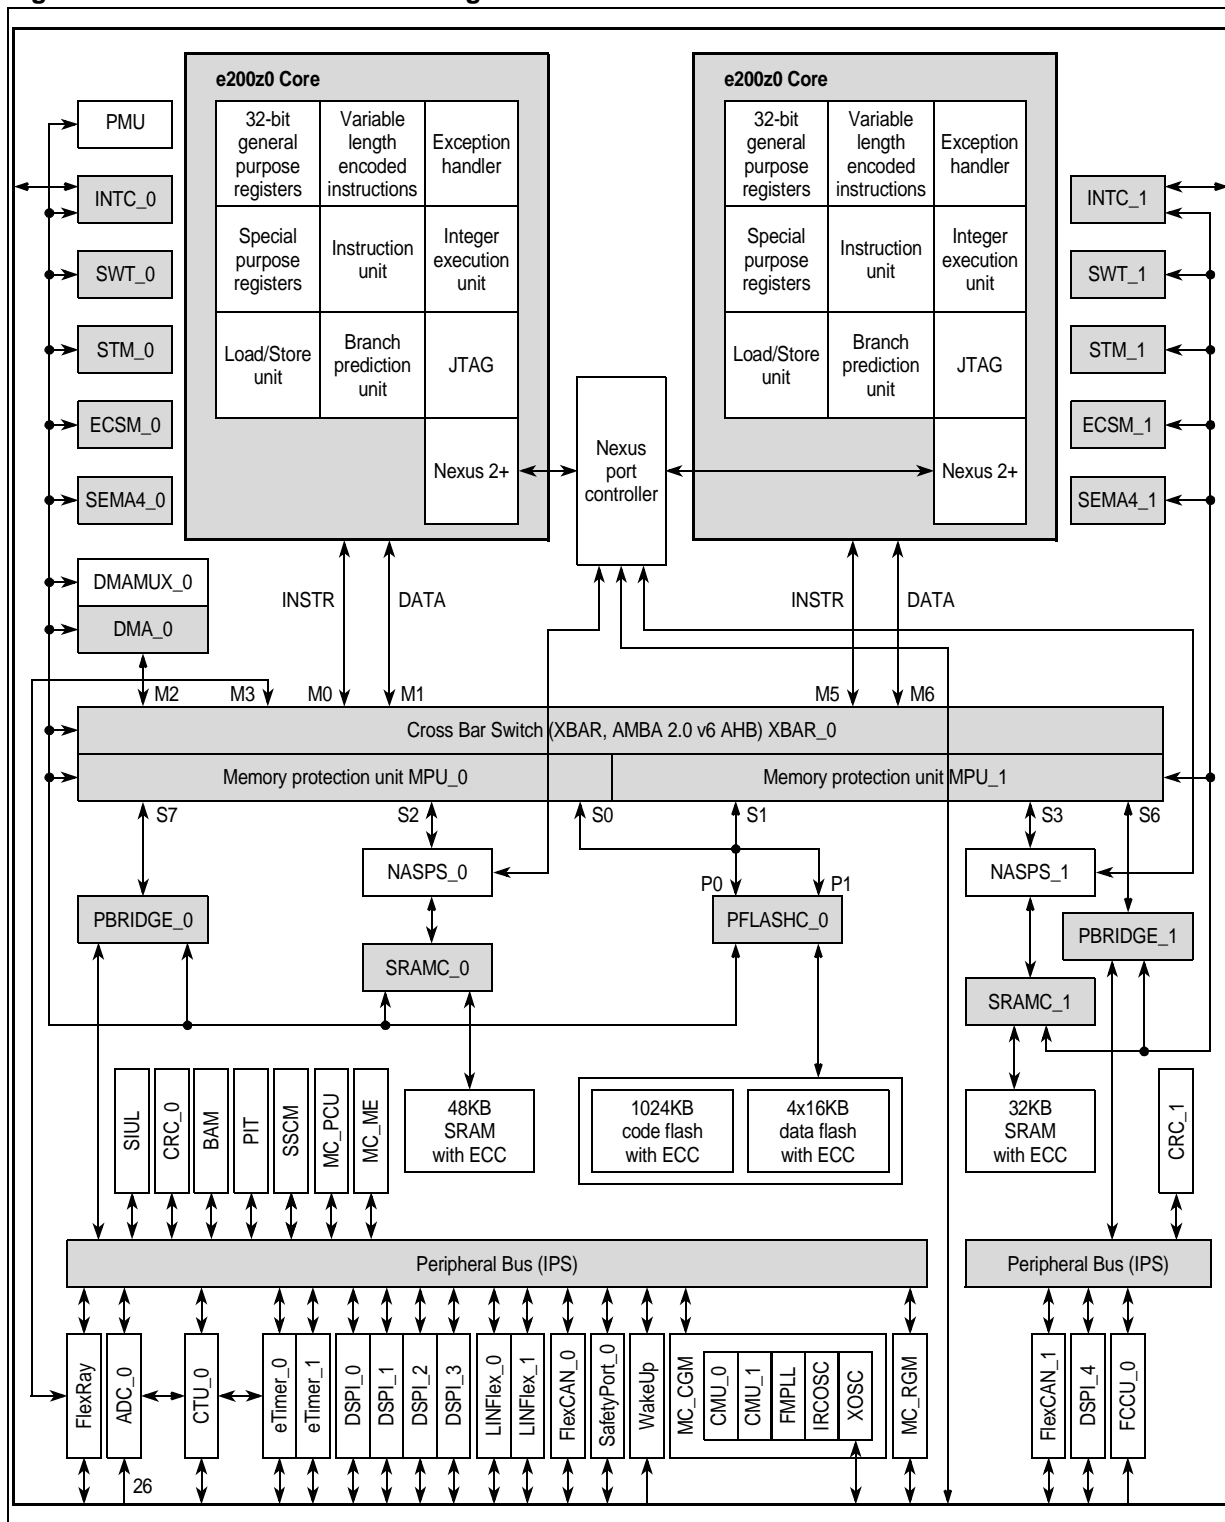 e200z0 Core
e200z0 Core
32-bit
general
purpose
registers
Variable
length
encoded
instructions
Exception
handler
32-bit
general
purpose
registers
Variable
length
encoded
instructions
Exception
handler
PMU
INTC_0
INTC_1
Special
purpose
registers
Instruction
unit
Integer
execution
unit
Special
purpose
registers
Instruction
unit
Integer
execution
unit
SWT_0
SWT_1
Load/Store
unit
Branch
prediction
unit
JTAG
Load/Store
unit
Branch
prediction
unit
JTAG
STM_0
STM_1
ECSM_0
ECSM_1
Nexus 2+
Nexus
port
controller
Nexus 2+
SEMA4_0
SEMA4_1
DMAMUX_0
DMA_0
INSTR
DATA
INSTR
DATA
M2
M3
M0
M1
M5
M6
Cross Bar Switch (XBAR, AMBA 2.0 v6 AHB) XBAR_0
Memory protection unit MPU_0
Memory protection unit MPU_1
S7
S2
S0
S1
S3
S6
NASPS_0
NASPS_1
P0
P1
PBRIDGE_0
PFLASHC_0
PBRIDGE_1
SRAMC_0
SRAMC_1
SIUL
CRC_0
BAM
PIT
SSCM
MC_PCU
MC_ME
48KB
SRAM
with ECC
1024KB
code flash
with ECC
4x16KB
data flash
with ECC
32KB
SRAM
with ECC
CRC_1
Peripheral Bus (IPS)
Peripheral Bus (IPS)
FlexRay
ADC_0
CTU_0
eTimer_0
eTimer_1
DSPI_0
DSPI_1
DSPI_2
DSPI_3
LINFlex_0
LINFlex_1
FlexCAN_0
SafetyPort_0
WakeUp
MC_CGM
CMU_0
CMU_1
FMPLL
IRCOSC
XOSC
MC_RGM
FlexCAN_1
DSPI_4
FCCU_0
26